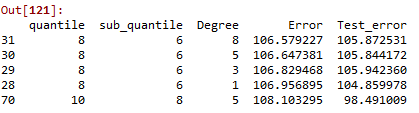 Out[121]:
quantile sub_quantile Degree Error Test_error
31 8 6 8 106.579227 105.872531
30 8 6 5 106.647381 105.844172
29 8 6 3 106.829468 105.942360
28 8 6 1 106.956895 104.859978
70 10 8 5 108.103295 98.491009